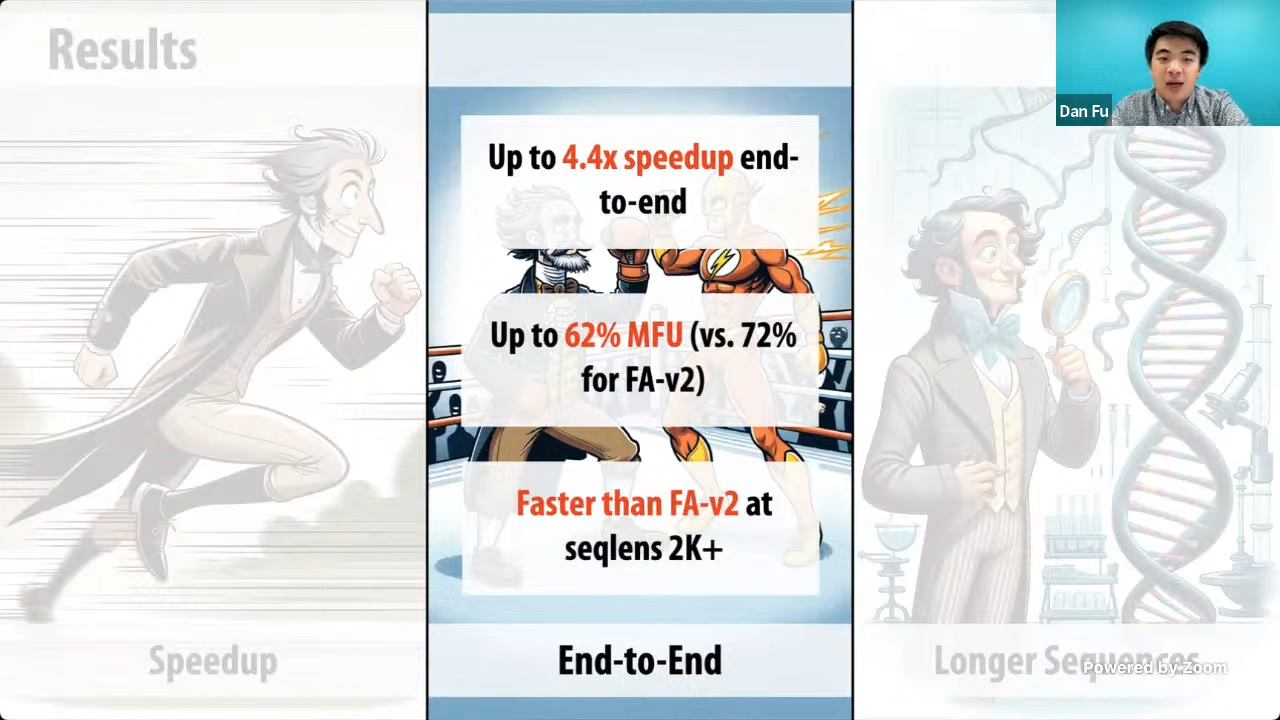 Results
Dan Fu
Up to 4.4x speedup end-
to-end
Up to 62% MFU (vs. 72%
for FA-v2)
Faster than FA-v2 at
seqlens 2K+
Speedup
End-to-End
Longer Sequences
Powered by Zoom